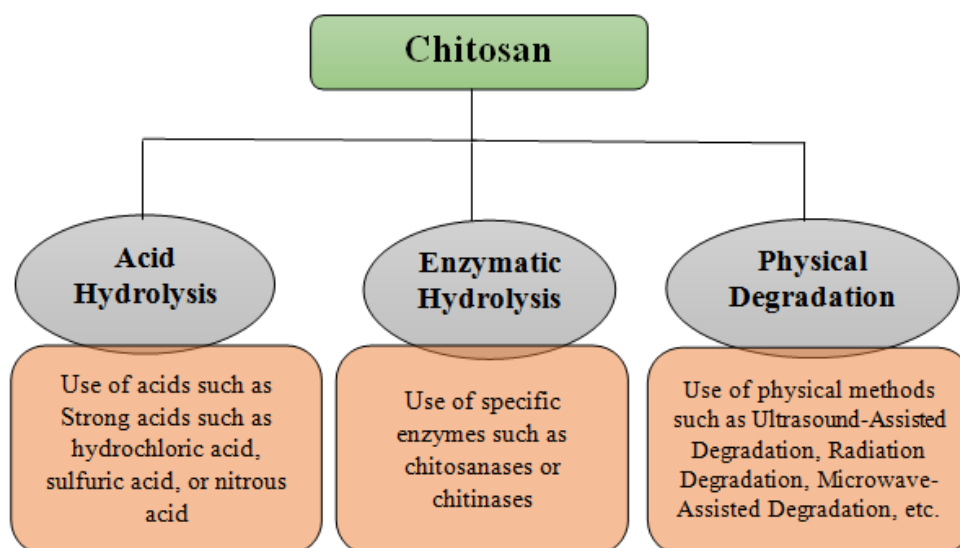 Chitosan
Acid
Hydrolysis
Use of acids such as
Strong acids such as
hydrochloric acid,
sulfuric acid, or nitrous
acid
Enzymatic
Hydrolysis
Use of specific
enzymes such as
chitosanases or
chitinases
Physical
Degradation
Use of physical methods
such as Ultrasound-Assisted
Degradation, Radiation
Degradation, Microwave-
Assisted Degradation, etc.